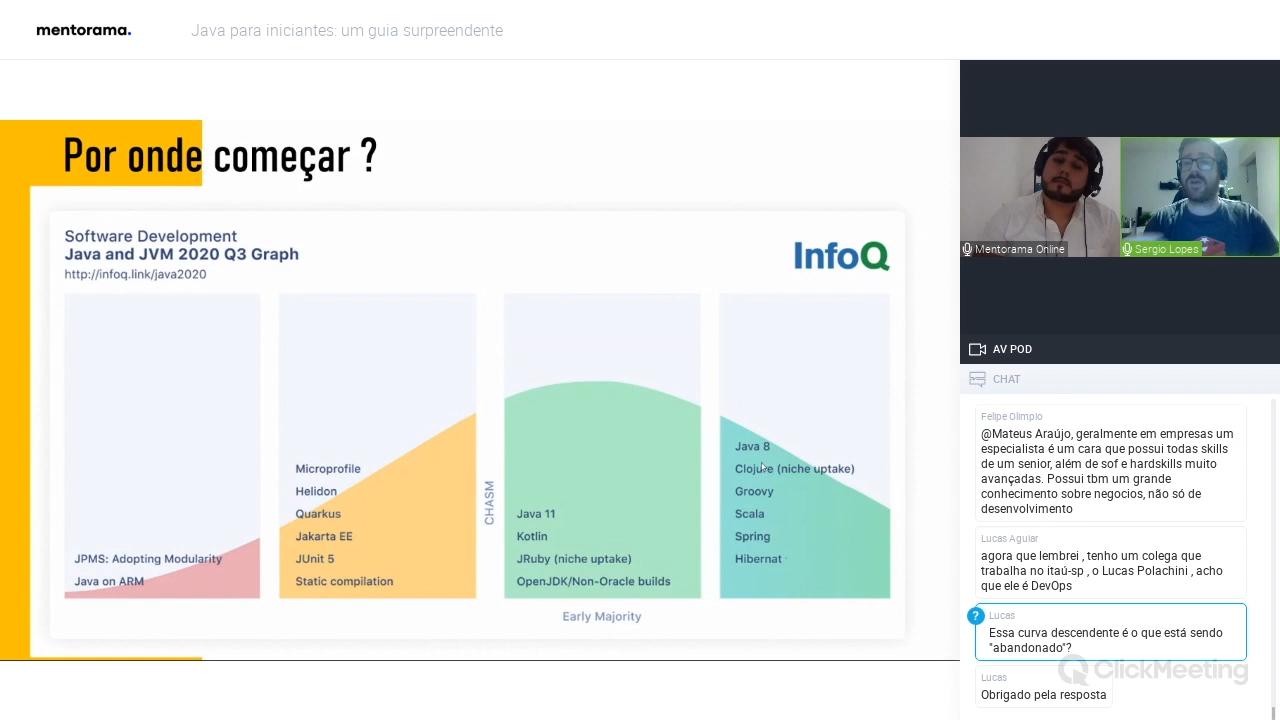 mentorama.
Java para iniciantes: um guia surpreendente
Por onde começar ?
Software Development
Java and JVM 2020 Q3 Graph
http://infoq.link/java2020
InfoQ
JPMS: Adopting Modularity
Java on ARM
Microprofile
Helidon
Quarkus
Jakarta EE
JUnit 5
Static compilation
CHASM
Java 11
Kotlin
JRuby (niche uptake)
OpenJDK/Non-Oracle builds
Early Majority
Java 8
Clojure (niche uptake)
Groovy
Scala
Spring
Hibernat
Mentorama Online
Sergio Lopes
AV POD
CHAT
Felipe Olimpio
@Mateus Araújo, geralmente em empresas um
especialista é um cara que possui todas skills
de um senior, além de sof e hardskills muito
avançadas. Possui tbm um grande
conhecimento sobre negocios, não só de
desenvolvimento
Lucas Aguiar
agora que lembrei , tenho um colega que
trabalha no itaú-sp , o Lucas Polachini , acho
que ele é DevOps
?
Lucas
Essa curva descendente é o que está sendo
"abandonado"?
ClickMeeting
Lucas
Obrigado pela resposta